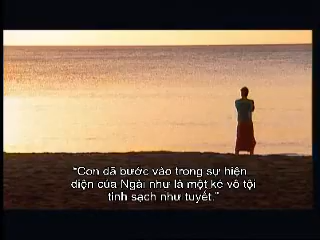 “Con đã bước vào trong sự hiện
diện của Ngài như là một kẻ vô tội
tinh sạch như tuyết.”